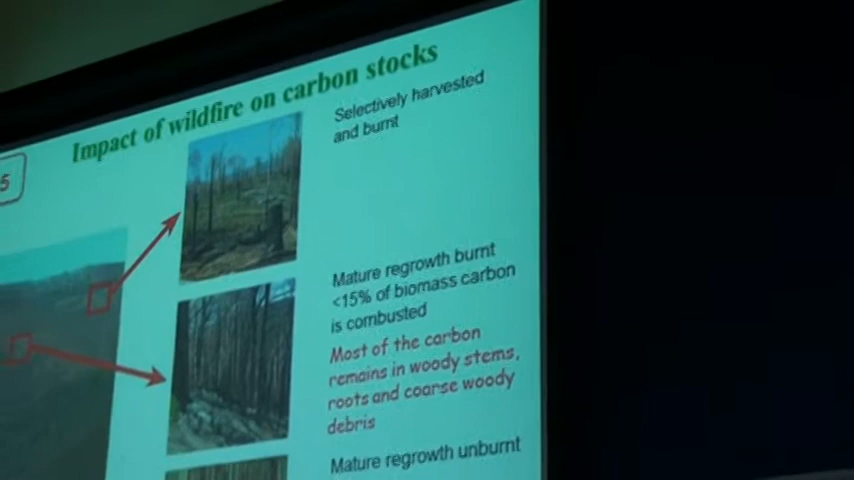 Impact of wildfire on carbon stocks
5
Selectively harvested
and burnt
Mature regrowth burnt
<15% of biomass carbon
is combusted
Most of the carbon
remains in woody stems,
roots and coarse woody
debris
Mature regrowth unburnt